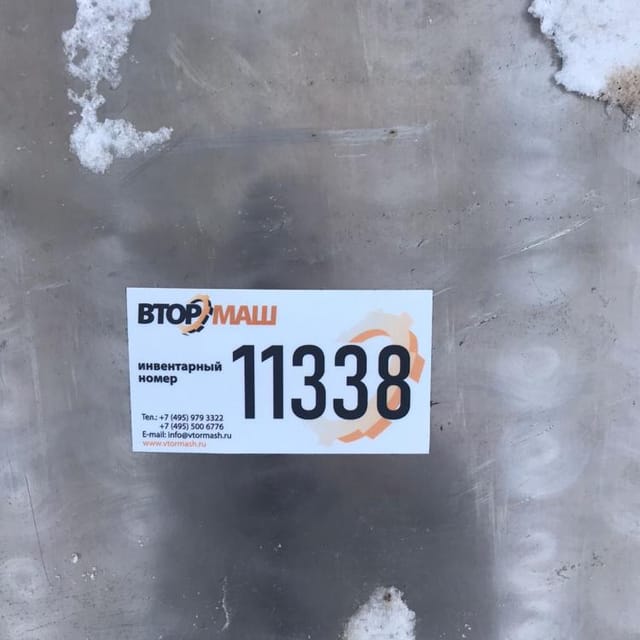 ВТОРМАШ
инвентарный
номер
11338
Тел.: +7 (495) 979 3322
+7 (495) 500 6776
E-mail: info@vtormash.ru
www.vtormash.ru